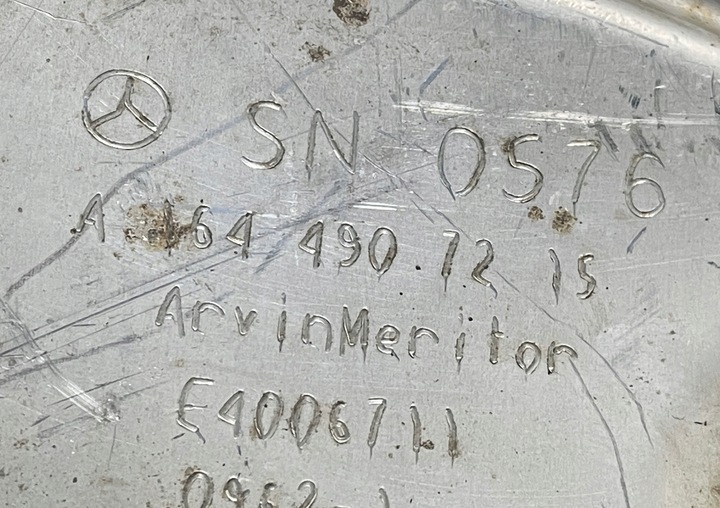 SN 0576
A 164 490 72 15
ArvinMeritor
E4006711